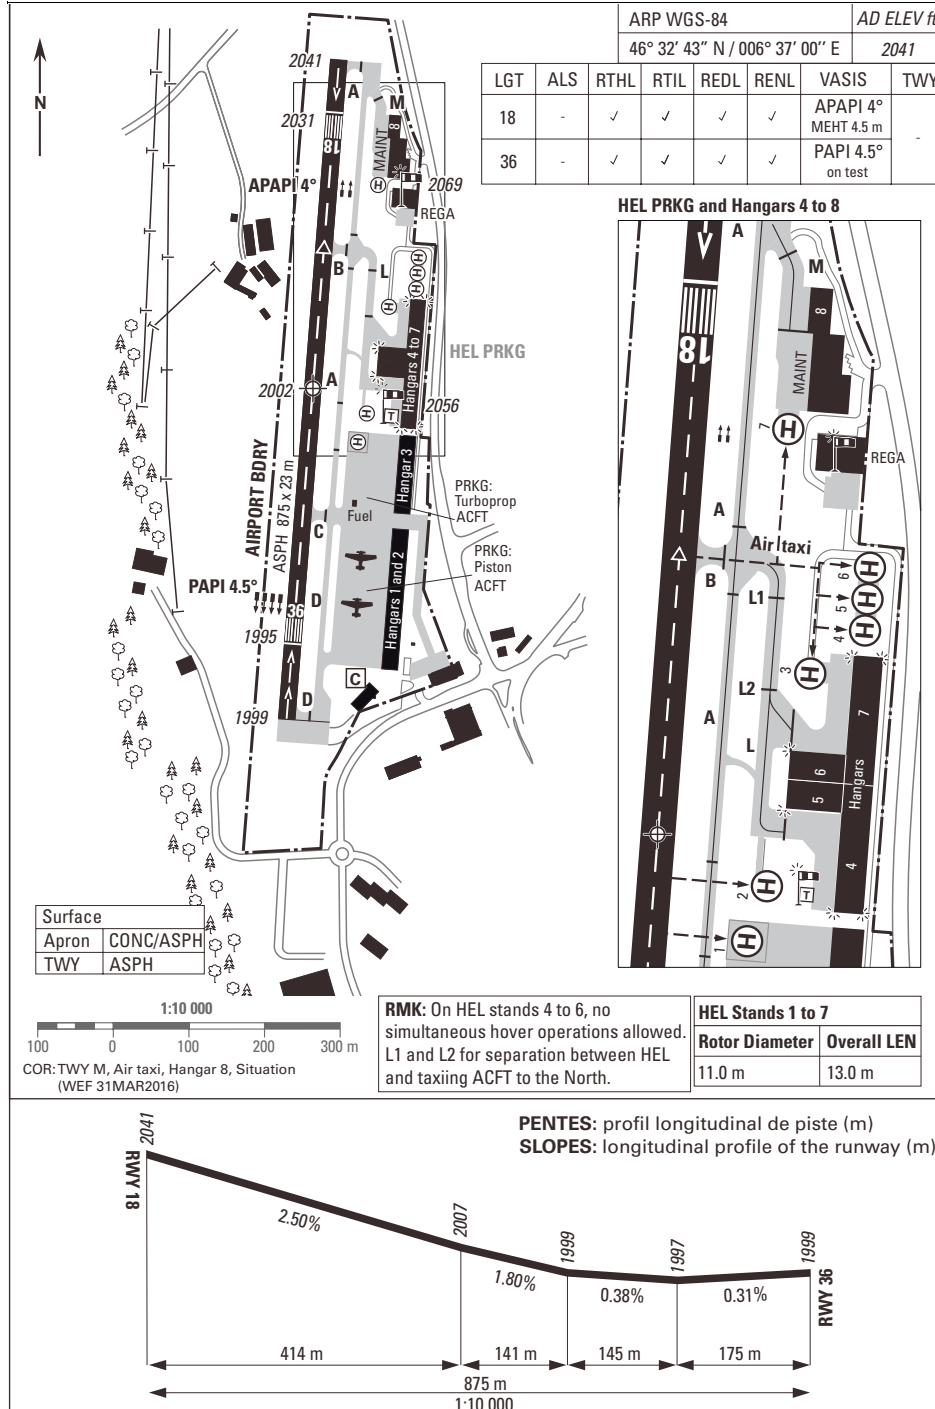 ARP WGS-84
AD ELEV ft
46° 32' 43" N / 006° 37' 00" E
2041
LGT ALS RTHL RTIL REDL RENL VASIS TWY
18 - ✓ ✓ ✓ ✓ APAPI 4°
MEHT 4.5 m
-
36 - ✓ ✓ ✓ ✓ PAPI 4.5°
on test
N
2041
A
M
2031
18
8
MAINT
H
APAPI 4°
2069
REGA
B
L
H
H
H
H
HEL PRKG
Hangars 4 to 7
2002
A
T
2056
H
H
AIRPORT BDRY
ASPH 875 x 23 m
Hangar 3
PRKG:
Turboprop
ACFT
Fuel
C
PRKG:
Piston
ACFT
Hangars 1 and 2
PAPI 4.5°
D
36
1995
C
D
1999
HEL PRKG and Hangars 4 to 8
A
M
18
8
MAINT
7
H
REGA
A
Air taxi
B
L1
6
H
5
H
4
H
3
H
L2
A
L
7
6
5
Hangars
4
2
H
T
1
H
Surface
Apron CONC/ASPH
TWY ASPH
1:10 000
100 0 100 200 300 m
COR: TWY M, Air taxi, Hangar 8, Situation
(WEF 31MAR2016)
RMK: On HEL stands 4 to 6, no
simultaneous hover operations allowed.
L1 and L2 for separation between HEL
and taxiing ACFT to the North.
HEL Stands 1 to 7
Rotor Diameter Overall LEN
11.0 m 13.0 m
PENTES: profil longitudinal de piste (m)
SLOPES: longitudinal profile of the runway (m)
2041
RWY 18
2.50%
2007
1.80%
1999
0.38%
1997
0.31%
1999
RWY 36
414 m 141 m 145 m 175 m
875 m
1:10 000